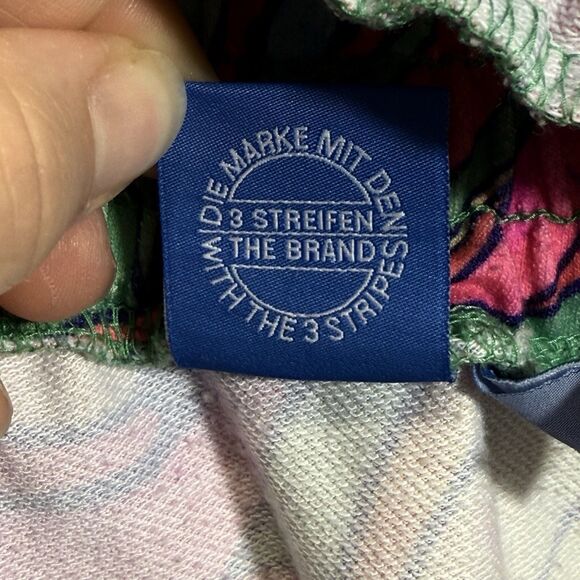 DIE MARKE MIT DEN
3 STREIFEN
THE BRAND
WITH THE 3 STRIPES